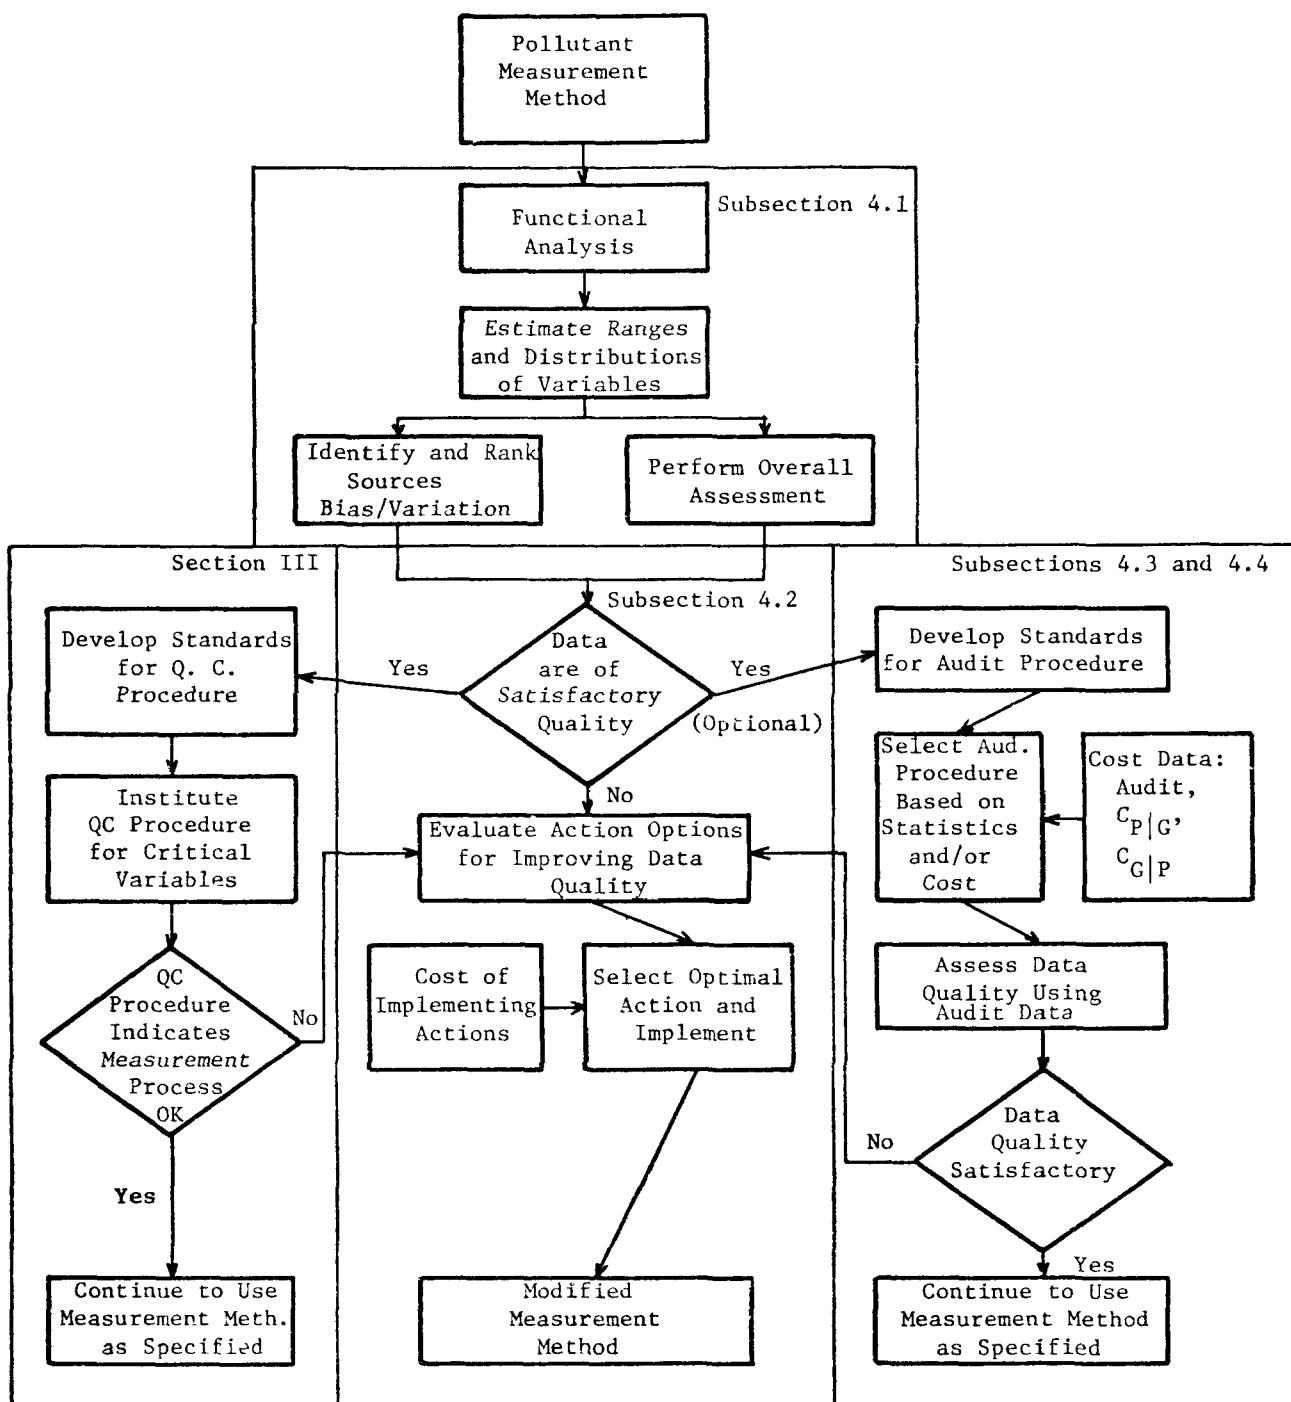 Pollutant
Measurement
Method
Subsection 4.1
Functional
Analysis
Estimate Ranges
and Distributions
of Variables
Identify and Rank
Sources
Bias/Variation
Perform Overall
Assessment
Section III
Develop Standards
for Q. C.
Procedure
Institute
QC Procedure
for Critical
Variables
QC
Procedure
Indicates
Measurement
Process
OK
No
Yes
Continue to Use
Measurement Meth.
as Specified
Subsection 4.2
Data
are of
Satisfactory
Quality
Yes
Yes
(Optional)
No
Evaluate Action Options
for Improving Data
Quality
Cost of
Implementing
Actions
Select Optimal
Action and
Implement
Modified
Measurement
Method
Subsections 4.3 and 4.4
Develop Standards
for Audit Procedure
Select Aud.
Procedure
Based on
Statistics
and/or
Cost
Cost Data:
Audit,
C P|G,
C G|P
Assess Data
Quality Using
Audit Data
Data
Quality
Satisfactory
No
Yes
Continue to Use
Measurement Method
as Specified